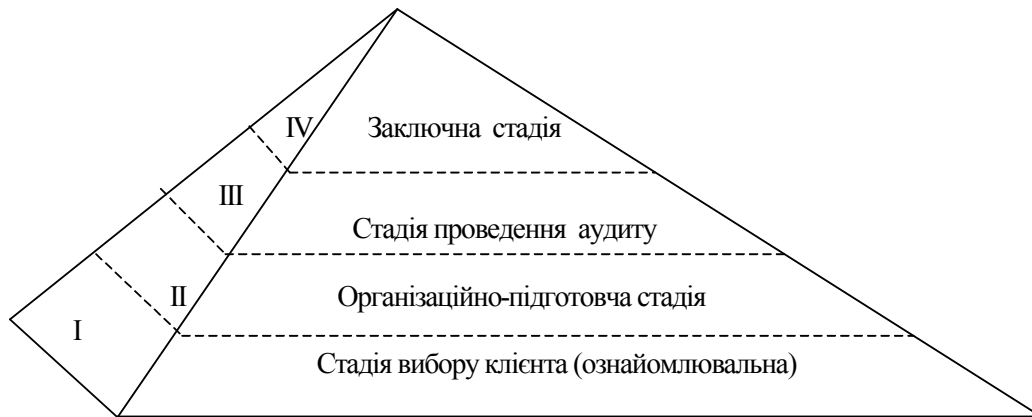 IV
Заключна стадія
III
Стадія проведення аудиту
II
Організаційно-підготовча стадія
I
Стадія вибору клієнта (ознайомлювальна)